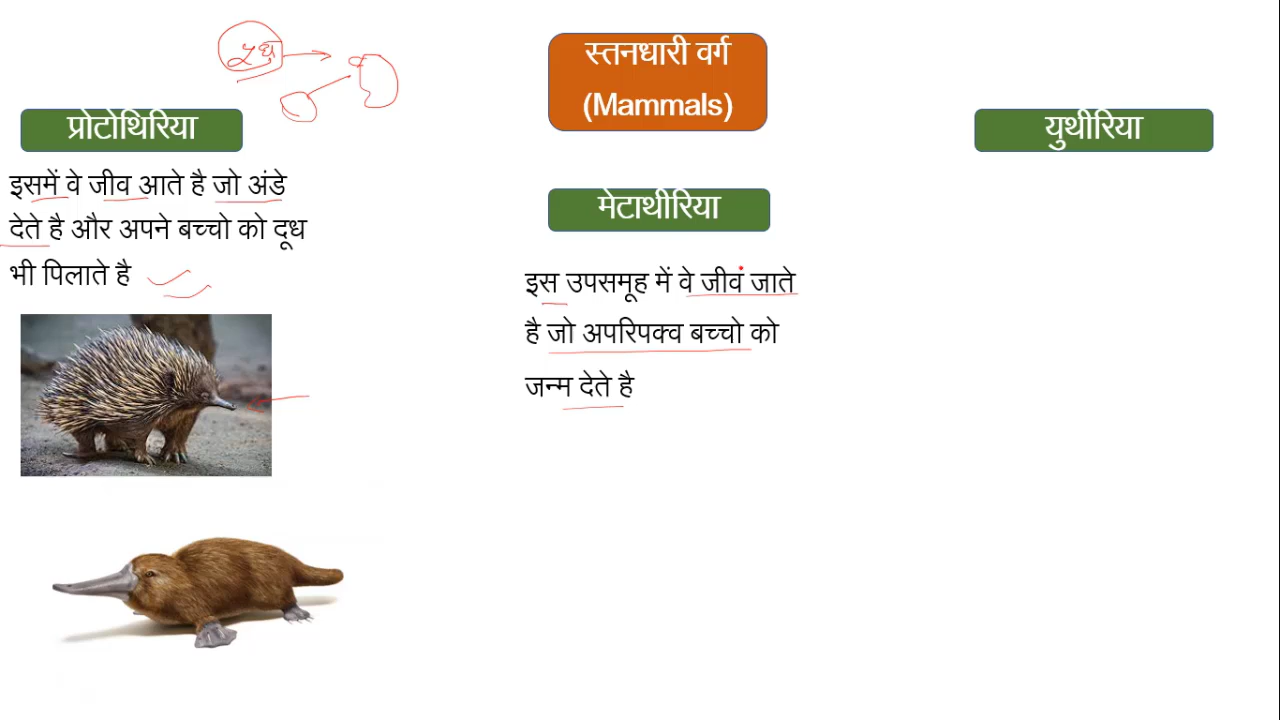 दूध
स्तनधारी वर्ग
(Mammals)
प्रोटोथिरिया
युथीरिया
इसमें वे जीव आते है जो अंडे
देते है और अपने बच्चो को दूध
भी पिलाते है
मेटाथीरिया
इस उपसमूह में वे जीव जाते
है जो अपरिपक्व बच्चो को
जन्म देते है